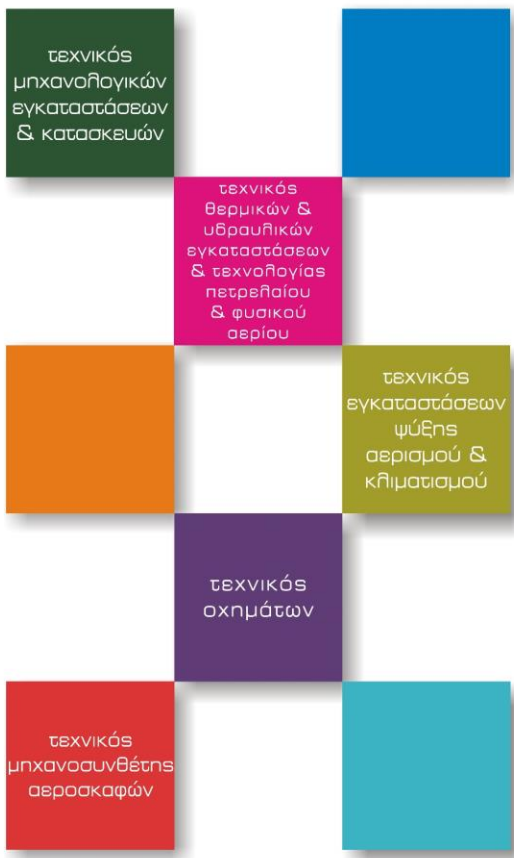 τεχνικός
μηχανολογικών
εγκαταστάσεων
& κατασκευών
τεχνικός
θερμικών &
υδραυλικών
εγκαταστάσεων
& τεχνολογίας
πετρελαίου
& φυσικού
αερίου
τεχνικός
εγκαταστάσεων
ψύξης
αερισμού &
κλιματισμού
τεχνικός
οχημάτων
τεχνικός
μηχανοσυνθέτης
αεροσκαφών